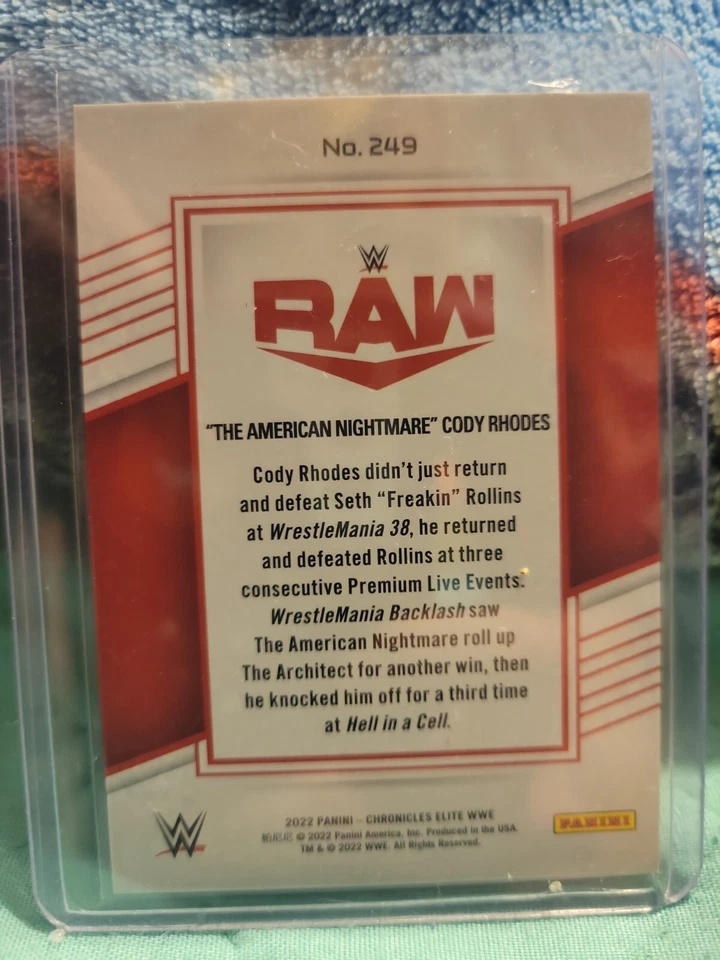 No. 249
W
RAW
"THE AMERICAN NIGHTMARE" CODY RHODES
Cody Rhodes didn't just return
and defeat Seth "Freakin" Rollins
at WrestleMania 38, he returned
and defeated Rollins at three
consecutive Premium Live Events.
WrestleMania Backlash saw
The American Nightmare roll up
The Architect for another win, then
he knocked him off for a third time
at Hell in a Cell.
W
2022 PANINI – CHRONICLES ELITE WWE
© 2022 Panini America, Inc. Produced in the USA.
TM & © 2022 WWE. All Rights Reserved.
PANINI